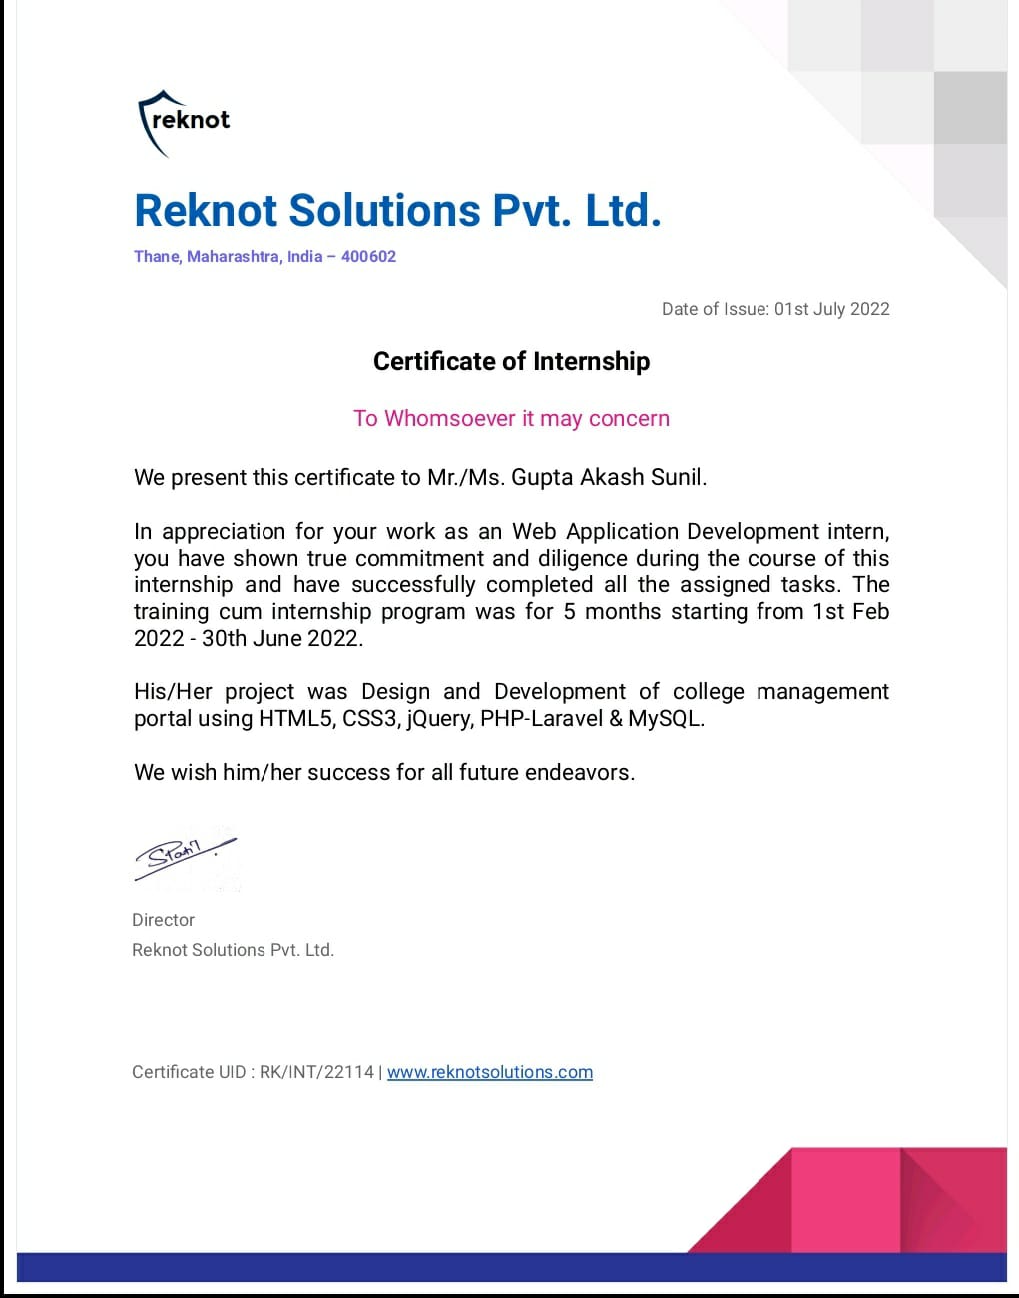 reknot
Reknot Solutions Pvt. Ltd.
Thane, Maharashtra, India – 400602
Date of Issue: 01st July 2022
Certificate of Internship
To Whomsoever it may concern
We present this certificate to Mr./Ms. Gupta Akash Sunil.
In appreciation for your work as an Web Application Development intern,
you have shown true commitment and diligence during the course of this
internship and have successfully completed all the assigned tasks. The
training cum internship program was for 5 months starting from 1st Feb
2022 - 30th June 2022.
His/Her project was Design and Development of college management
portal using HTML5, CSS3, jQuery, PHP-Laravel & MySQL.
We wish him/her success for all future endeavors.
Director
Reknot Solutions Pvt. Ltd.
Certificate UID : RK/INT/22114 | www.reknotsolutions.com